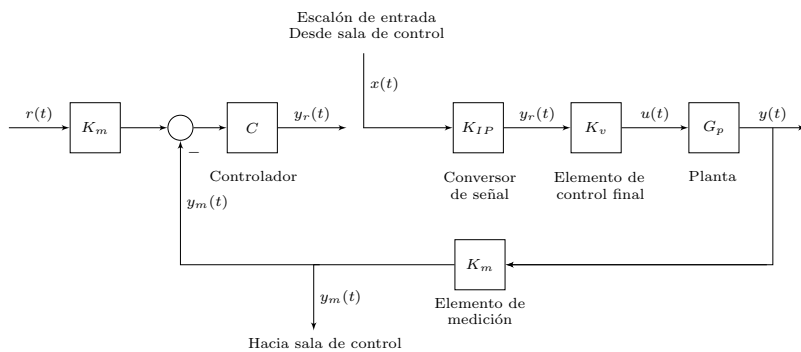 Escalón de entrada
Desde sala de control
r(t)
K_m
−
C
y_r(t)
x(t)
K_{IP}
y_r(t)
K_v
u(t)
G_p
y(t)
Controlador
Conversor
de señal
Elemento de
control final
Planta
y_m(t)
K_m
y_m(t)
Elemento de
medición
Hacia sala de control